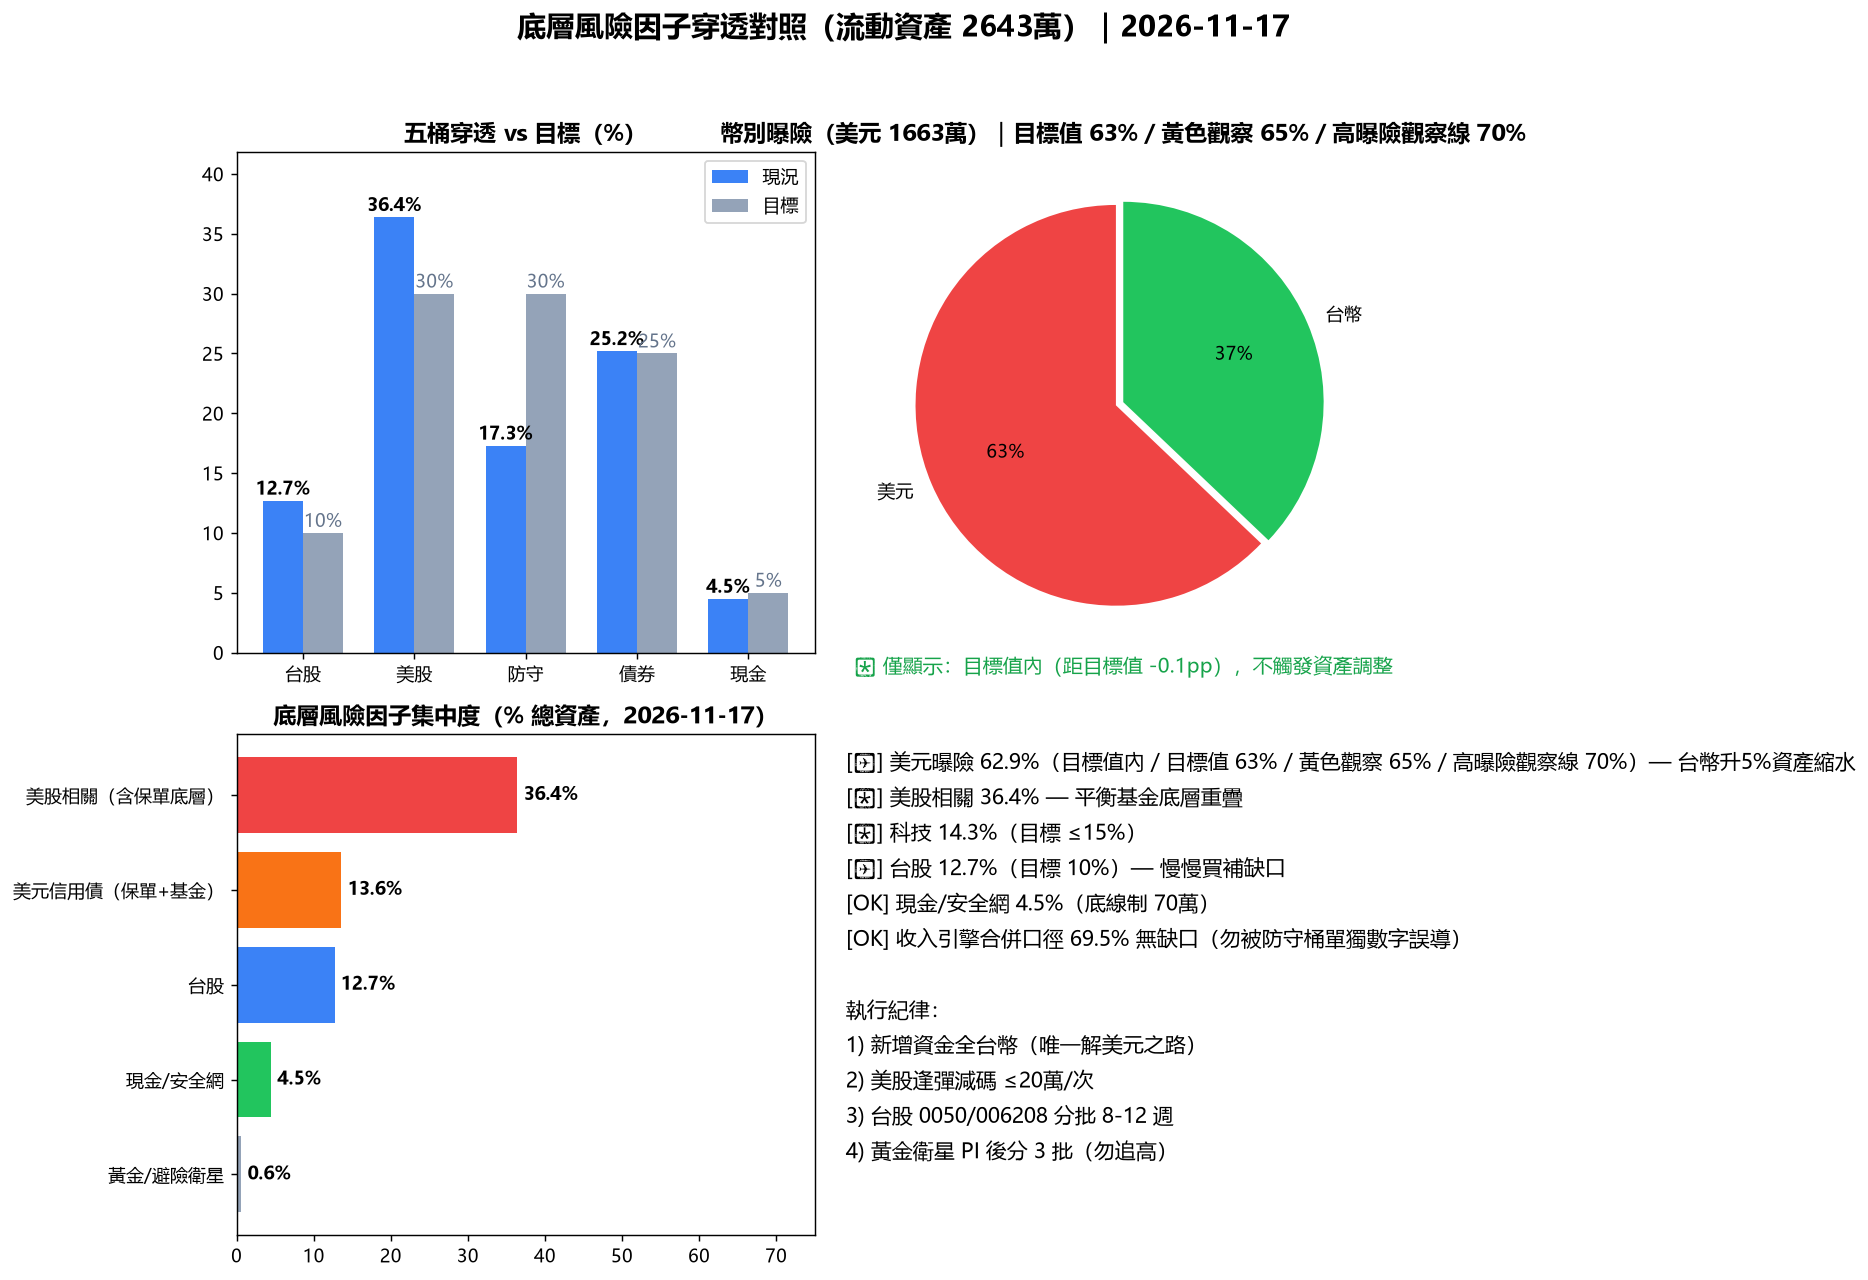 底層風險因子穿透對照（流動資產 2643萬）｜2026-11-17
五桶穿透 vs 目標（%）
40
35
30
25
20
15
10
5
0
現況
目標
12.7%
10%
36.4%
30%
17.3%
30%
25.2%
25%
4.5%
5%
台股
美股
防守
債券
現金
幣別曝險（美元 1663萬）｜目標值 63% / 黃色觀察 65% / 高曝險觀察線 70%
台幣
37%
63%
美元
僅顯示：目標值內（距目標值 -0.1pp），不觸發資產調整
底層風險因子集中度（% 總資產，2026-11-17）
美股相關（含保單底層）
36.4%
美元信用債（保單+基金）
13.6%
台股
12.7%
現金/安全網
4.5%
黃金/避險衛星
0.6%
0
10
20
30
40
50
60
70
[] 美元曝險 62.9%（目標值內 / 目標值 63% / 黃色觀察 65% / 高曝險觀察線 70%）— 台幣升5%資產縮水
[] 美股相關 36.4% — 平衡基金底層重疊
[] 科技 14.3%（目標 ≤15%）
[] 台股 12.7%（目標 10%）— 慢慢買補缺口
[OK] 現金/安全網 4.5%（底線制 70萬）
[OK] 收入引擎合併口徑 69.5% 無缺口（勿被防守桶單獨數字誤導）
執行紀律：
1) 新增資金全台幣（唯一解美元之路）
2) 美股逢彈減碼 ≤20萬/次
3) 台股 0050/006208 分批 8-12 週
4) 黃金衛星 PI 後分 3 批（勿追高）